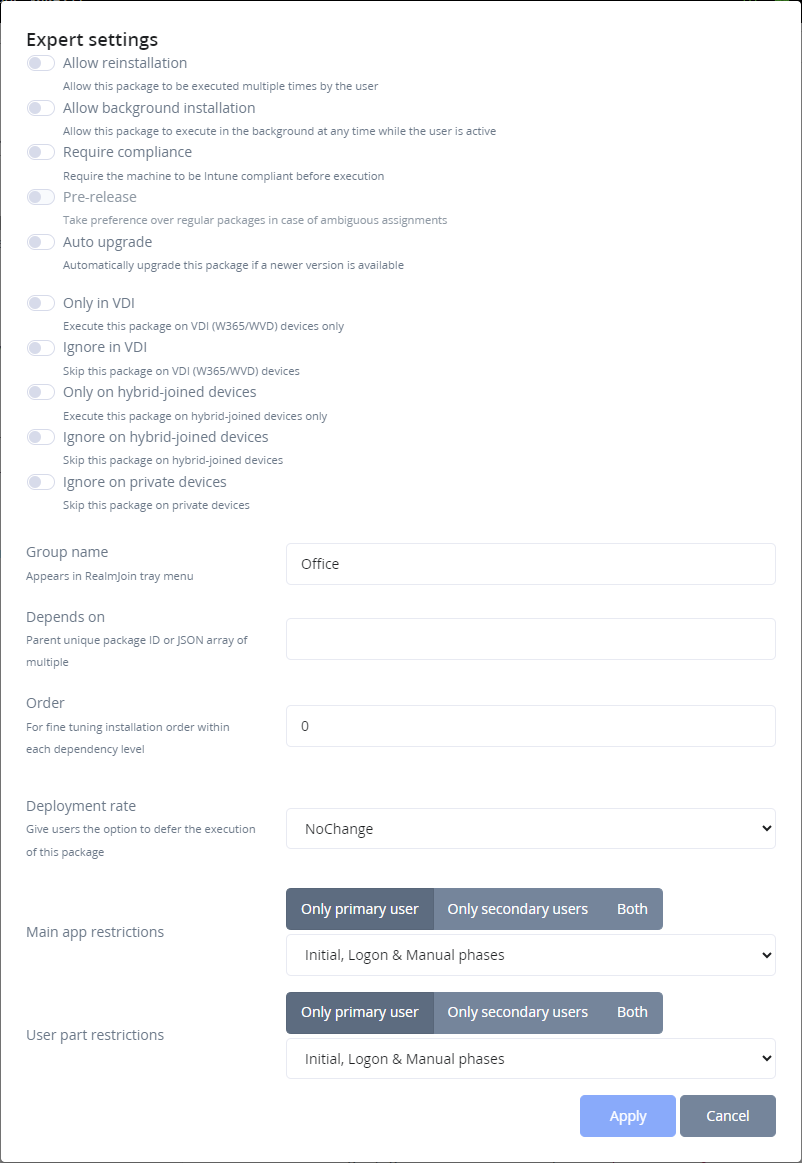 Expert settings
Allow reinstallation
Allow this package to be executed multiple times by the user
Allow background installation
Allow this package to execute in the background at any time while the user is active
Require compliance
Require the machine to be Intune compliant before execution
Pre-release
Take preference over regular packages in case of ambiguous assignments
Auto upgrade
Automatically upgrade this package if a newer version is available
Only in VDI
Execute this package on VDI (W365/WVD) devices only
Ignore in VDI
Skip this package on VDI (W365/WVD) devices
Only on hybrid-joined devices
Execute this package on hybrid-joined devices only
Ignore on hybrid-joined devices
Skip this package on hybrid-joined devices
Ignore on private devices
Skip this package on private devices
Group name
Appears in RealmJoin tray menu
Office
Depends on
Parent unique package ID or JSON array of
multiple
Order
For fine tuning installation order within
each dependency level
0
Deployment rate
Give users the option to defer the execution
of this package
NoChange
Main app restrictions
Only primary user Only secondary users Both
Initial, Logon & Manual phases
User part restrictions
Only primary user Only secondary users Both
Initial, Logon & Manual phases
Apply Cancel